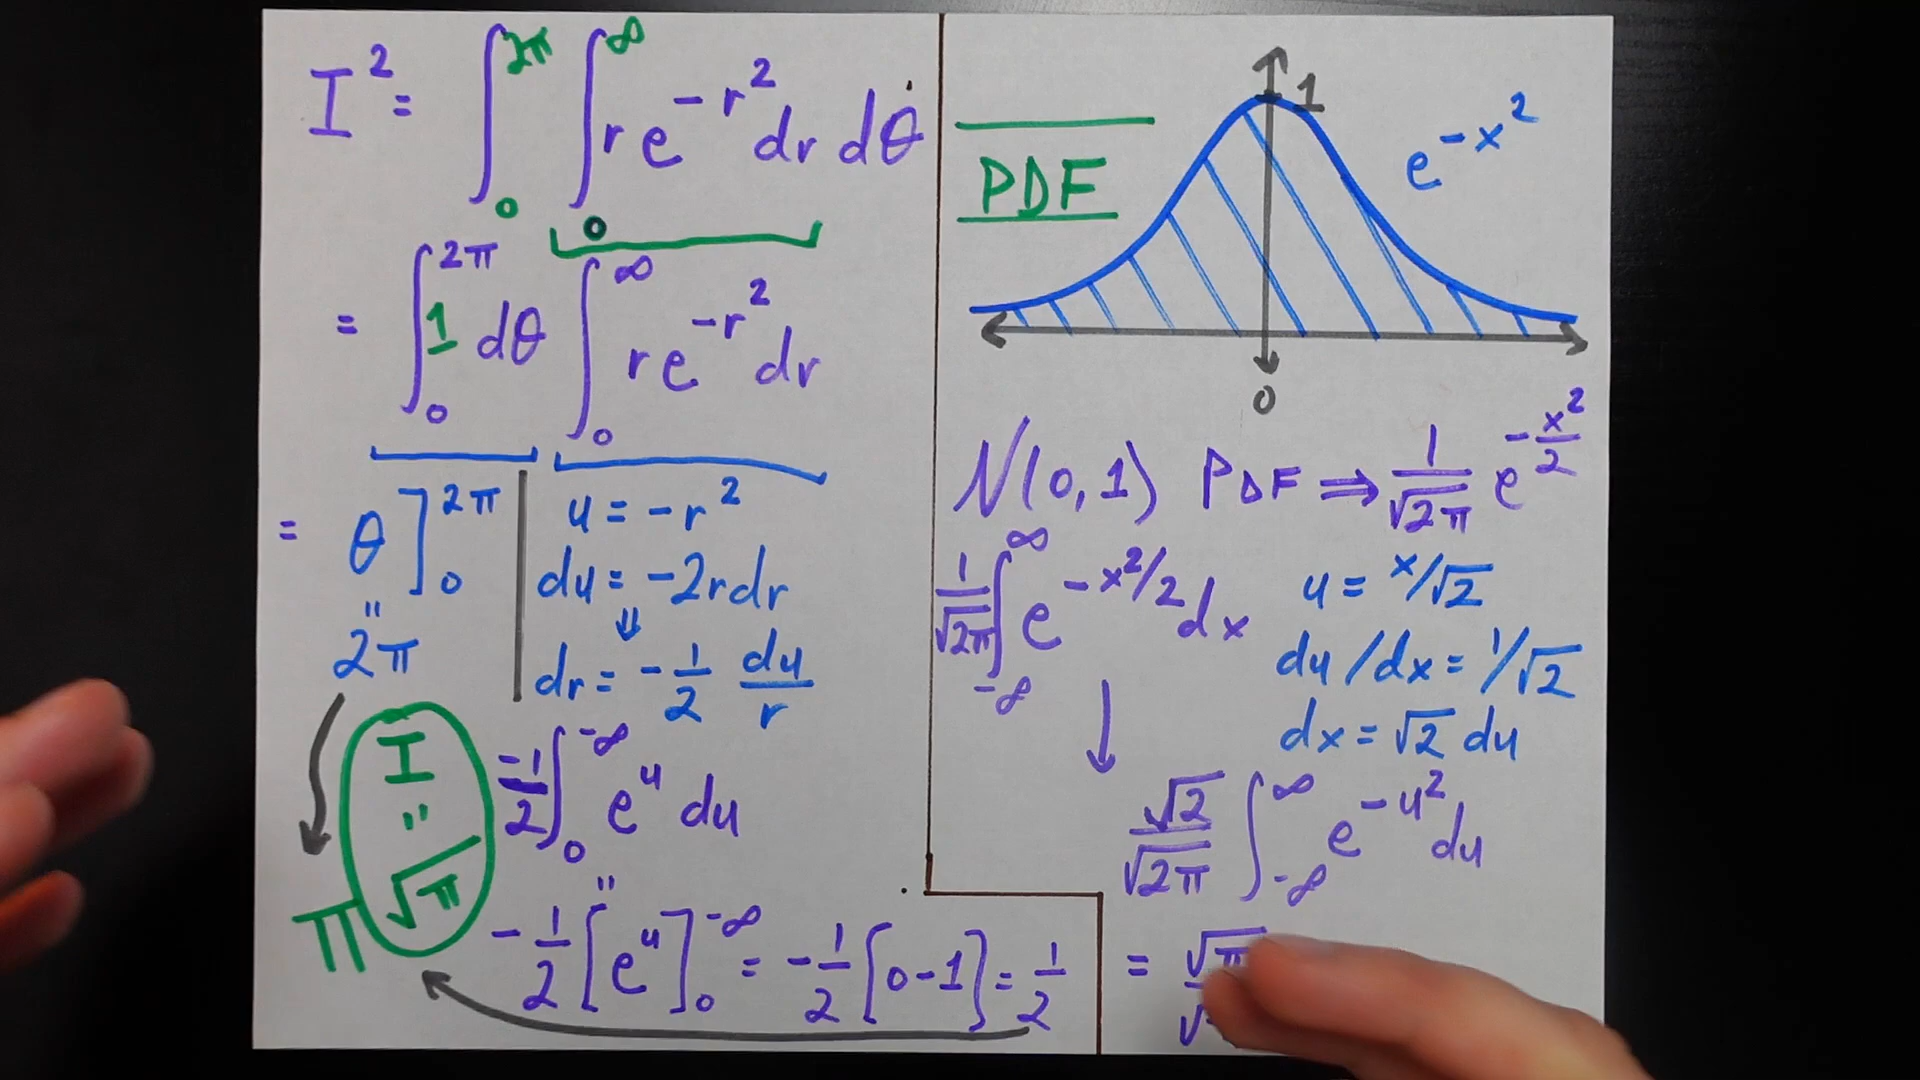 I² = ∫₀^2π ∫₀^∞ r e^-r² dr dθ
= ∫₀^2π 1 dθ ∫₀^∞ r e^-r² dr
= θ]₀^2π
"
2π
u = -r²
du = -2rdr
⇓
dr = -1/2 du/r
I
"
√π
π
-1/2 ∫₀^-∞ e^u du
"
-1/2 [e^u]₀^-∞ = -1/2 [0-1] = 1/2
PDF
1
e^-x²
0
N(0,1) PDF ⇒ 1/√2π e^-x²/2
1/√2π ∫_-∞^∞ e^-x²/2 dx
u = x/√2
du/dx = 1/√2
dx = √2 du
√2/√2π ∫_-∞^∞ e^-u² du
= √π